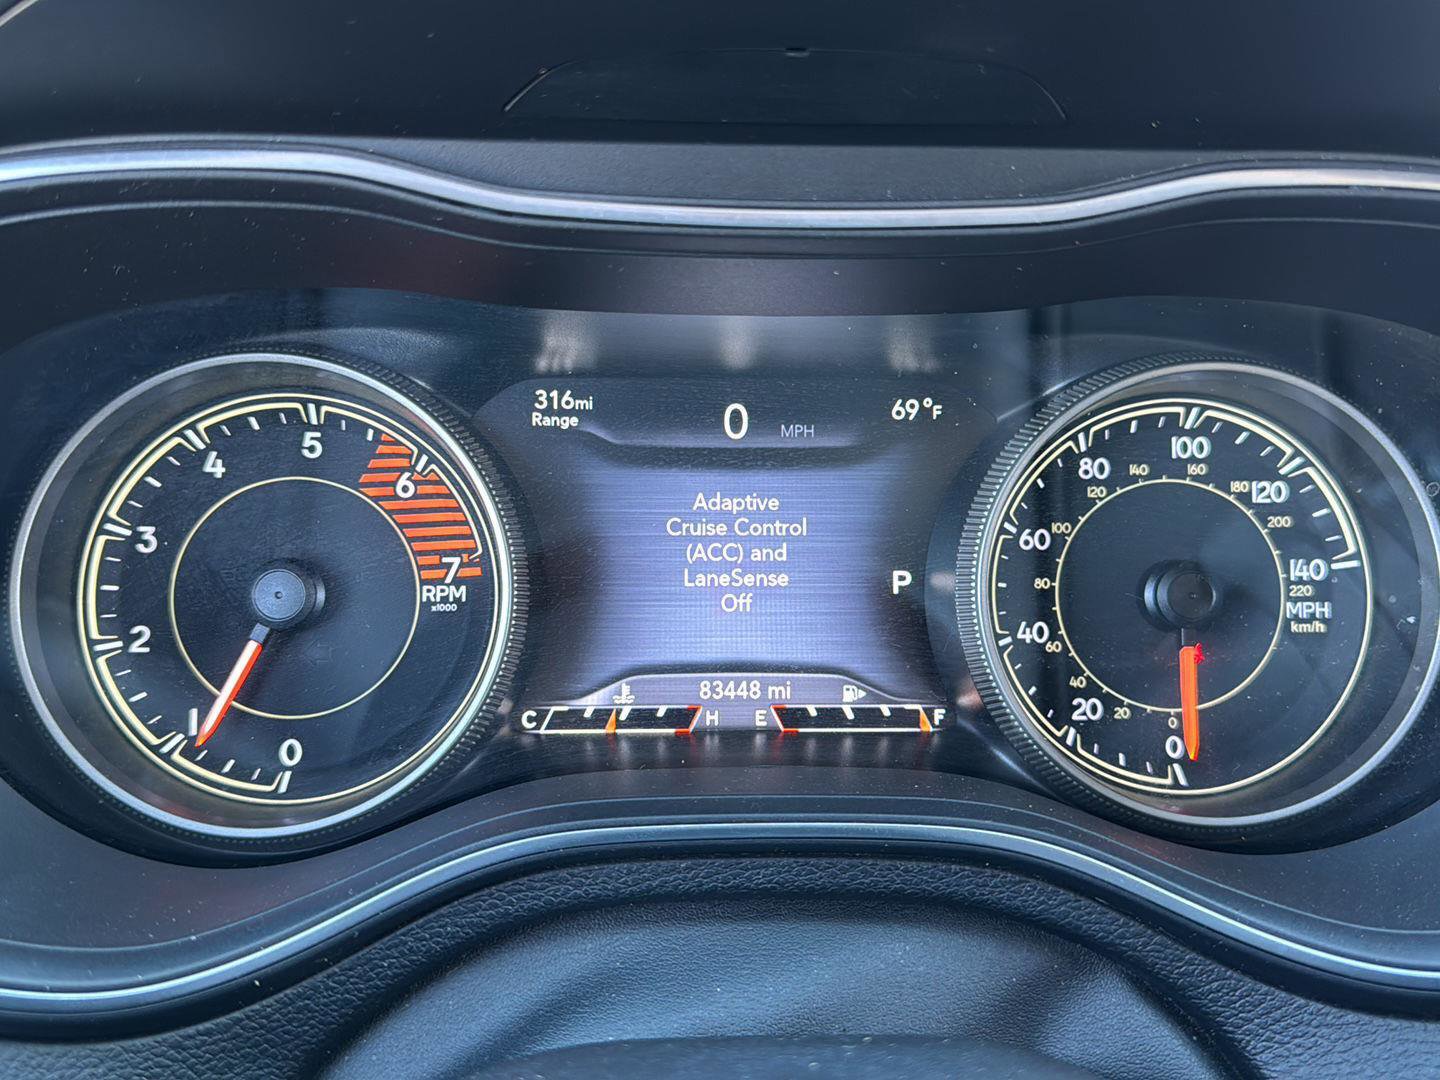 316mi
Range
0 MPH
69°F
Adaptive
Cruise Control
(ACC) and
LaneSense
Off
P
83448 mi
C H E F
0
1
2
3
4
5
6
7
RPM
x1000
0
20
40
60
80
100
120
140
MPH
km/h
0
20
40
60
80
100
120
140
160
180
200
220